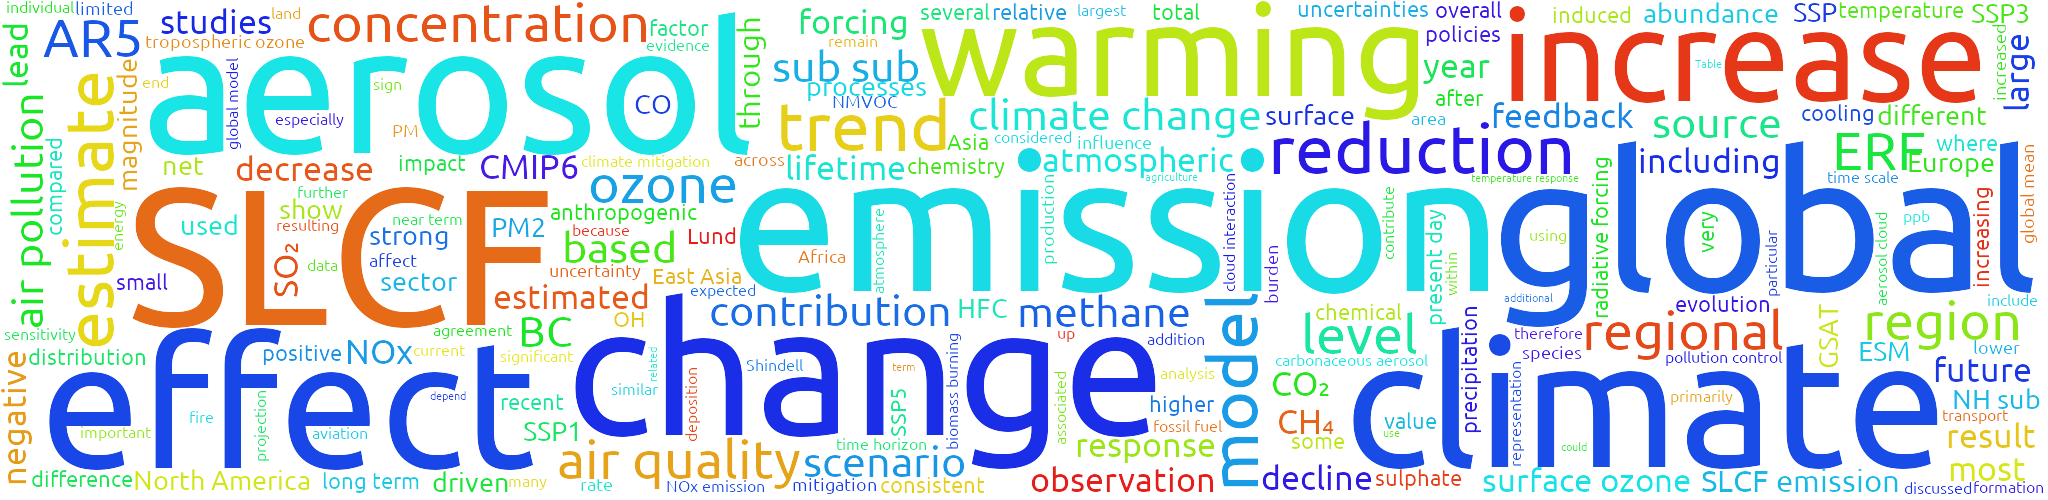 individual
limited
land
AR5
studies
concentration
factor
evidence
tropospheric ozone
lead
forcing
remain
several
relative
largest
total
uncertainties
overall
policies
induced
abundance
SSP
temperature
SSP3
increased
large
aerosol
through
warming
increase
Table
year
after
sub sub
processes
NMVOC
trend
climate change
considered
influence
Asia
surface
area
feedback
source
cooling
different
where
end
magnitude
global model
sign
especially
PM
CO
air pollution
compared
estimate
net
decrease
impact
CMIP6
climate mitigation
across
lifetime
chemistry
atmospheric
agriculture
reduction
temperature response
including
ERF
Europe
time scale
global mean
further
show
resulting
used
energy
SLCF
SO₂
near term
strong
affect
sector
data
small
PM2
ozone
anthropogenic
because
based
Lund
uncertainty
East Asia
estimated
Africa
atmosphere
emission
production
cloud interaction
burden
contribute
present day
within
using
radiative forcing
global
very
particular
aerosol cloud
ppb
increasing
include
additional
evolution
expected
contribution
HFC
methane
model
chemical
level
therefore
species
regional
pollution control
GSAT
region
ESM
lower
sensitivity
distribution
positive
NOx
current
agreement
BC
OH
significant
similar
related
change
Shindell
term
up
addition
analysis
carbonaceous aerosol
CO₂
CH₄
some
precipitation
representation
climate
value
use
could
primarily
future
NH sub
transport
result
most
negative
effect
important
fire
projection
aviation
depend
recent
SSP1
air quality
deposition
time horizon
SSP5
biomass burning
associated
higher
fossil fuel
response
difference
North America
long term
driven
many
rate
NOx emission
scenario
mitigation
consistent
observation
decline
sulphate
surface ozone
SLCF emission
discussed
formation